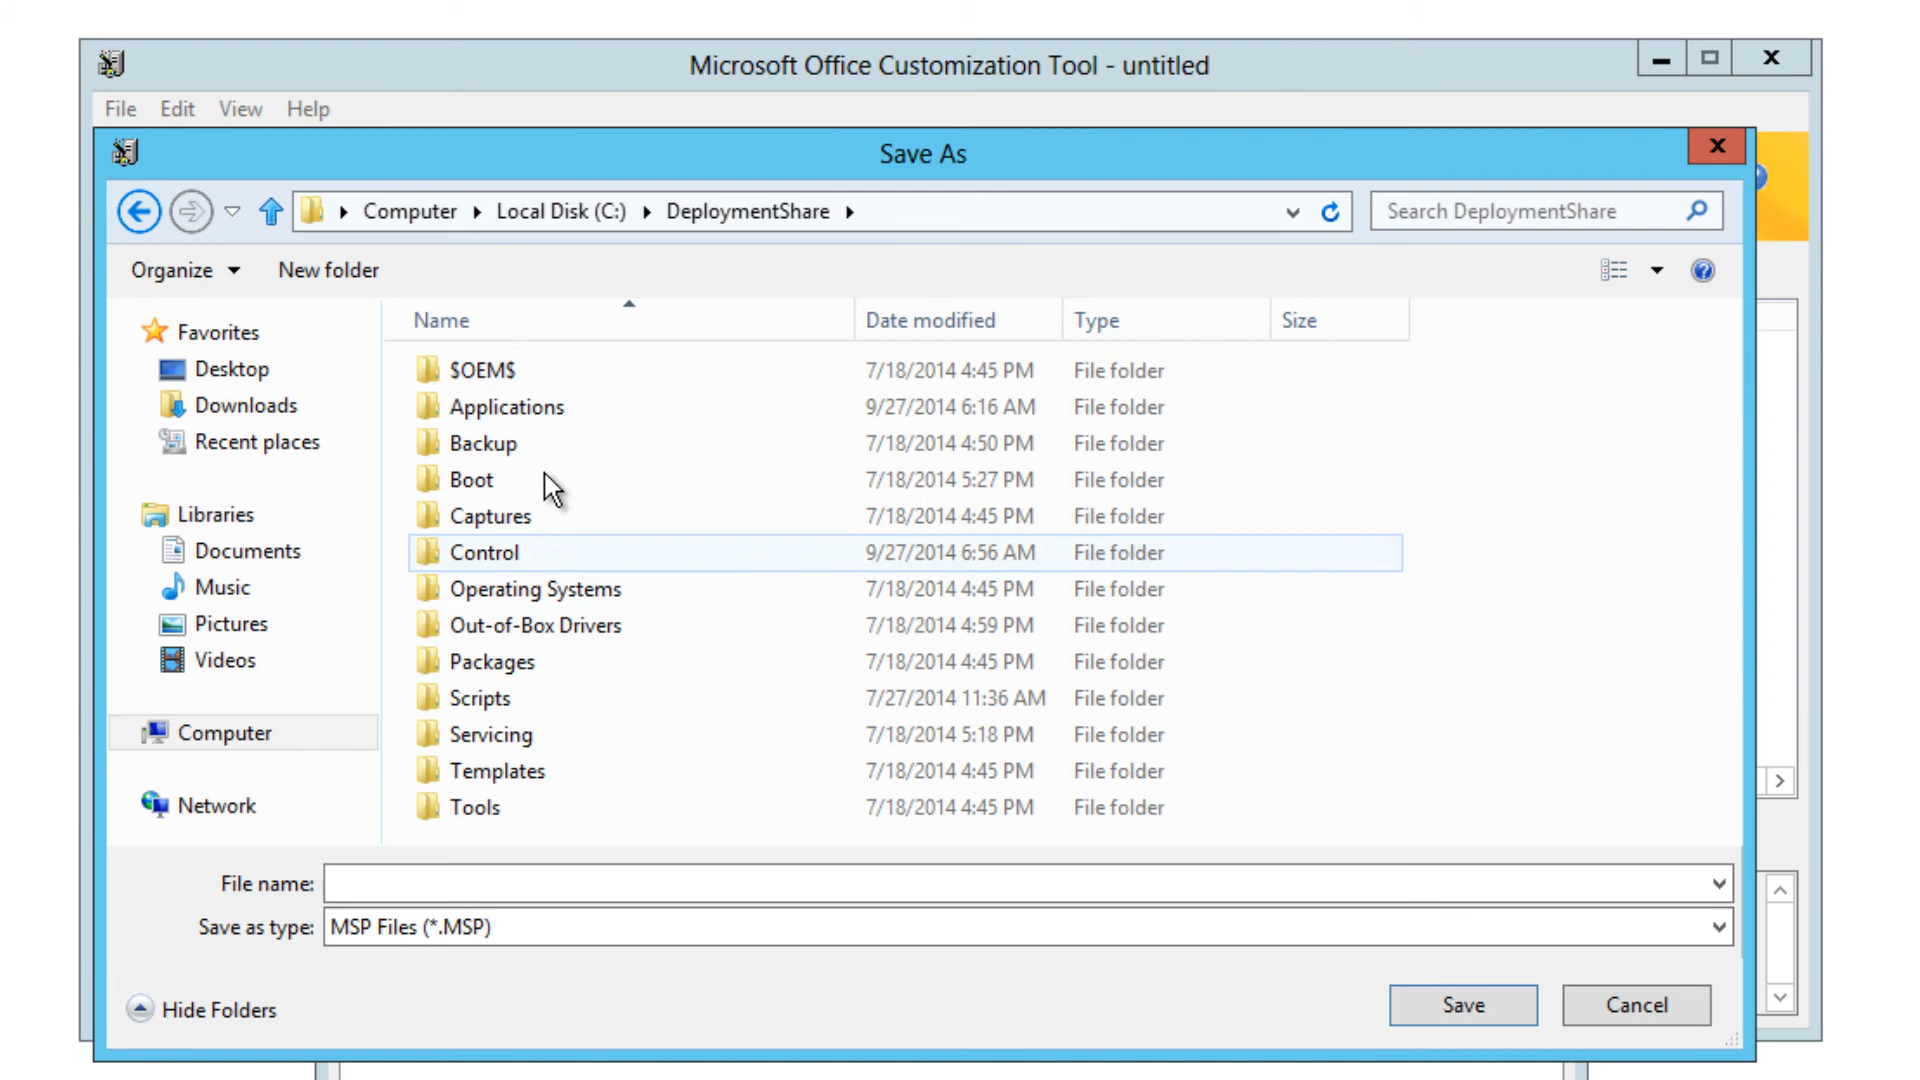 Microsoft Office Customization Tool - untitled
File Edit View Help
Save As
Computer Local Disk (C:) DeploymentShare
Search DeploymentShare
Organize New folder
Name Date modified Type Size
Favorites
Desktop
Downloads
Recent places
Libraries
Documents
Music
Pictures
Videos
Computer
Network
$OEM$ 7/18/2014 4:45 PM File folder
Applications 9/27/2014 6:16 AM File folder
Backup 7/18/2014 4:50 PM File folder
Boot 7/18/2014 5:27 PM File folder
Captures 7/18/2014 4:45 PM File folder
Control 9/27/2014 6:56 AM File folder
Operating Systems 7/18/2014 4:45 PM File folder
Out-of-Box Drivers 7/18/2014 4:59 PM File folder
Packages 7/18/2014 4:45 PM File folder
Scripts 7/27/2014 11:36 AM File folder
Servicing 7/18/2014 5:18 PM File folder
Templates 7/18/2014 4:45 PM File folder
Tools 7/18/2014 4:45 PM File folder
File name:
Save as type: MSP Files (*.MSP)
Hide Folders
Save Cancel